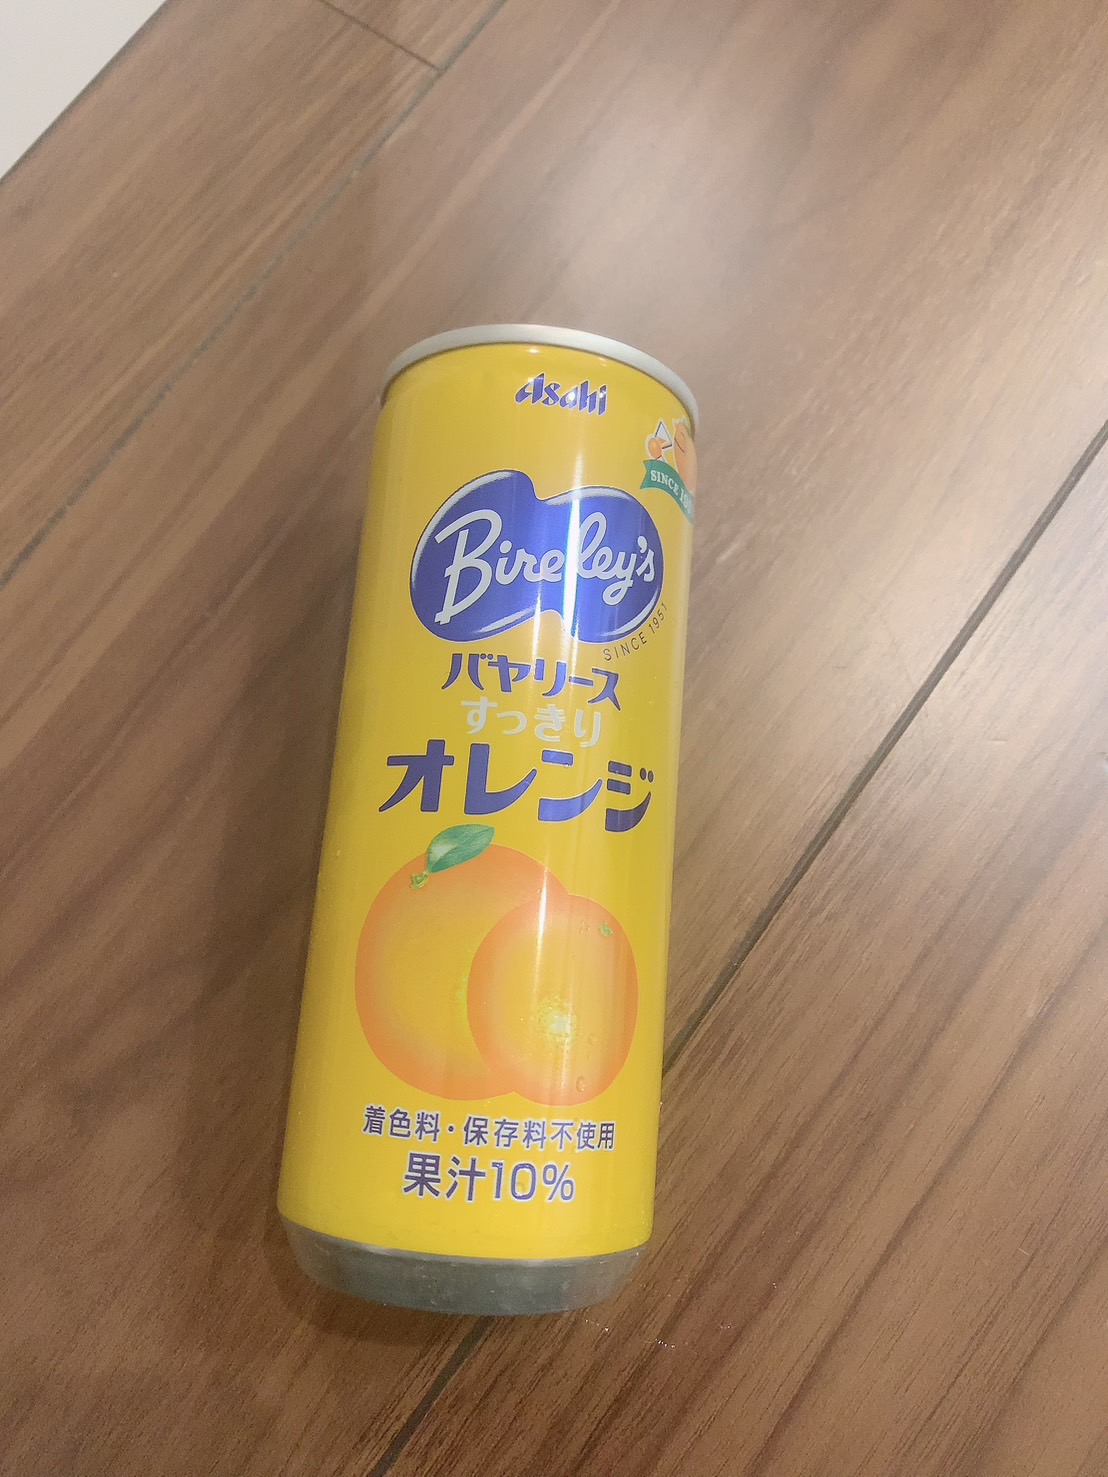 Asahi
SINCE
Bireley's
SINCE 1951
バヤリース
すっきり
オレンジ
着色料・保存料不使用
果汁10%